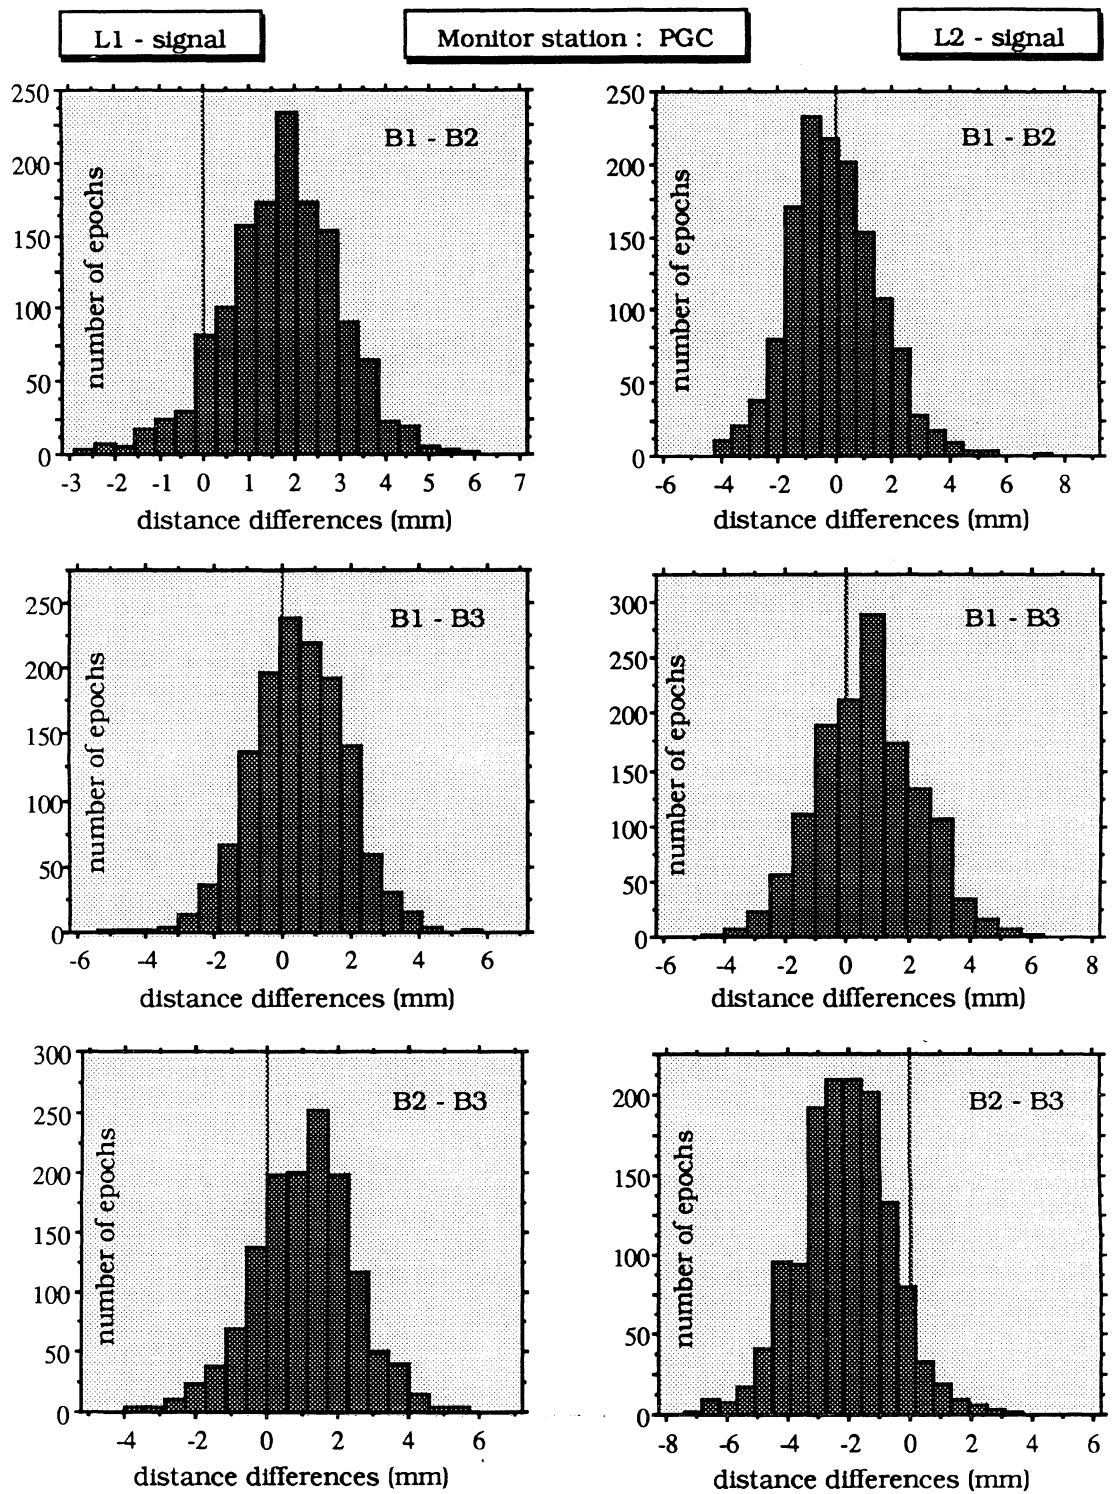 L1 - signal
Monitor station : PGC
L2 - signal
250
200
150
100
50
0
number of epochs
B1 - B2
-3 -2 -1 0 1 2 3 4 5 6 7
distance differences (mm)
250
200
150
100
50
0
number of epochs
B1 - B2
-6 -4 -2 0 2 4 6 8
distance differences (mm)
250
200
150
100
50
0
number of epochs
B1 - B3
-6 -4 -2 0 2 4 6
distance differences (mm)
300
250
200
150
100
50
0
number of epochs
B1 - B3
-6 -4 -2 0 2 4 6 8
distance differences (mm)
300
250
200
150
100
50
0
number of epochs
B2 - B3
-4 -2 0 2 4 6
distance differences (mm)
200
150
100
50
0
number of epochs
B2 - B3
-8 -6 -4 -2 0 2 4 6
distance differences (mm)